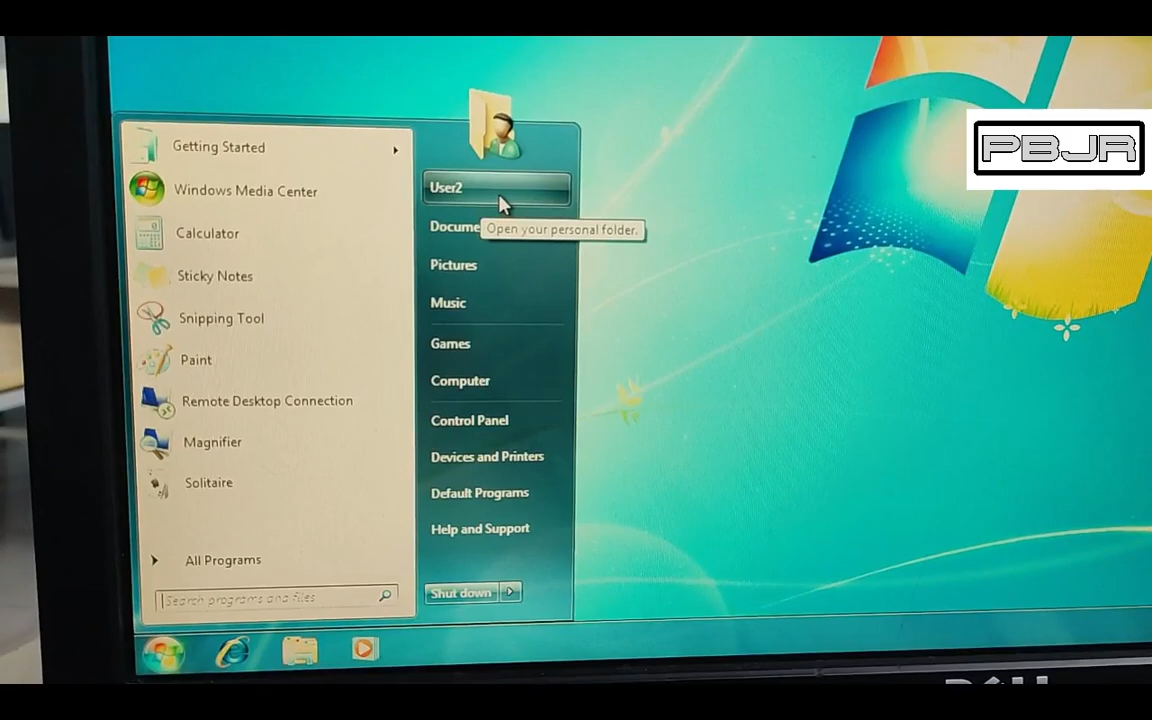 PBJR
Getting Started
Windows Media Center
Calculator
Sticky Notes
Snipping Tool
Paint
Remote Desktop Connection
Magnifier
Solitaire
All Programs
Search programs and files
User2
Docume
Open your personal folder.
Pictures
Music
Games
Computer
Control Panel
Devices and Printers
Default Programs
Help and Support
Shut down